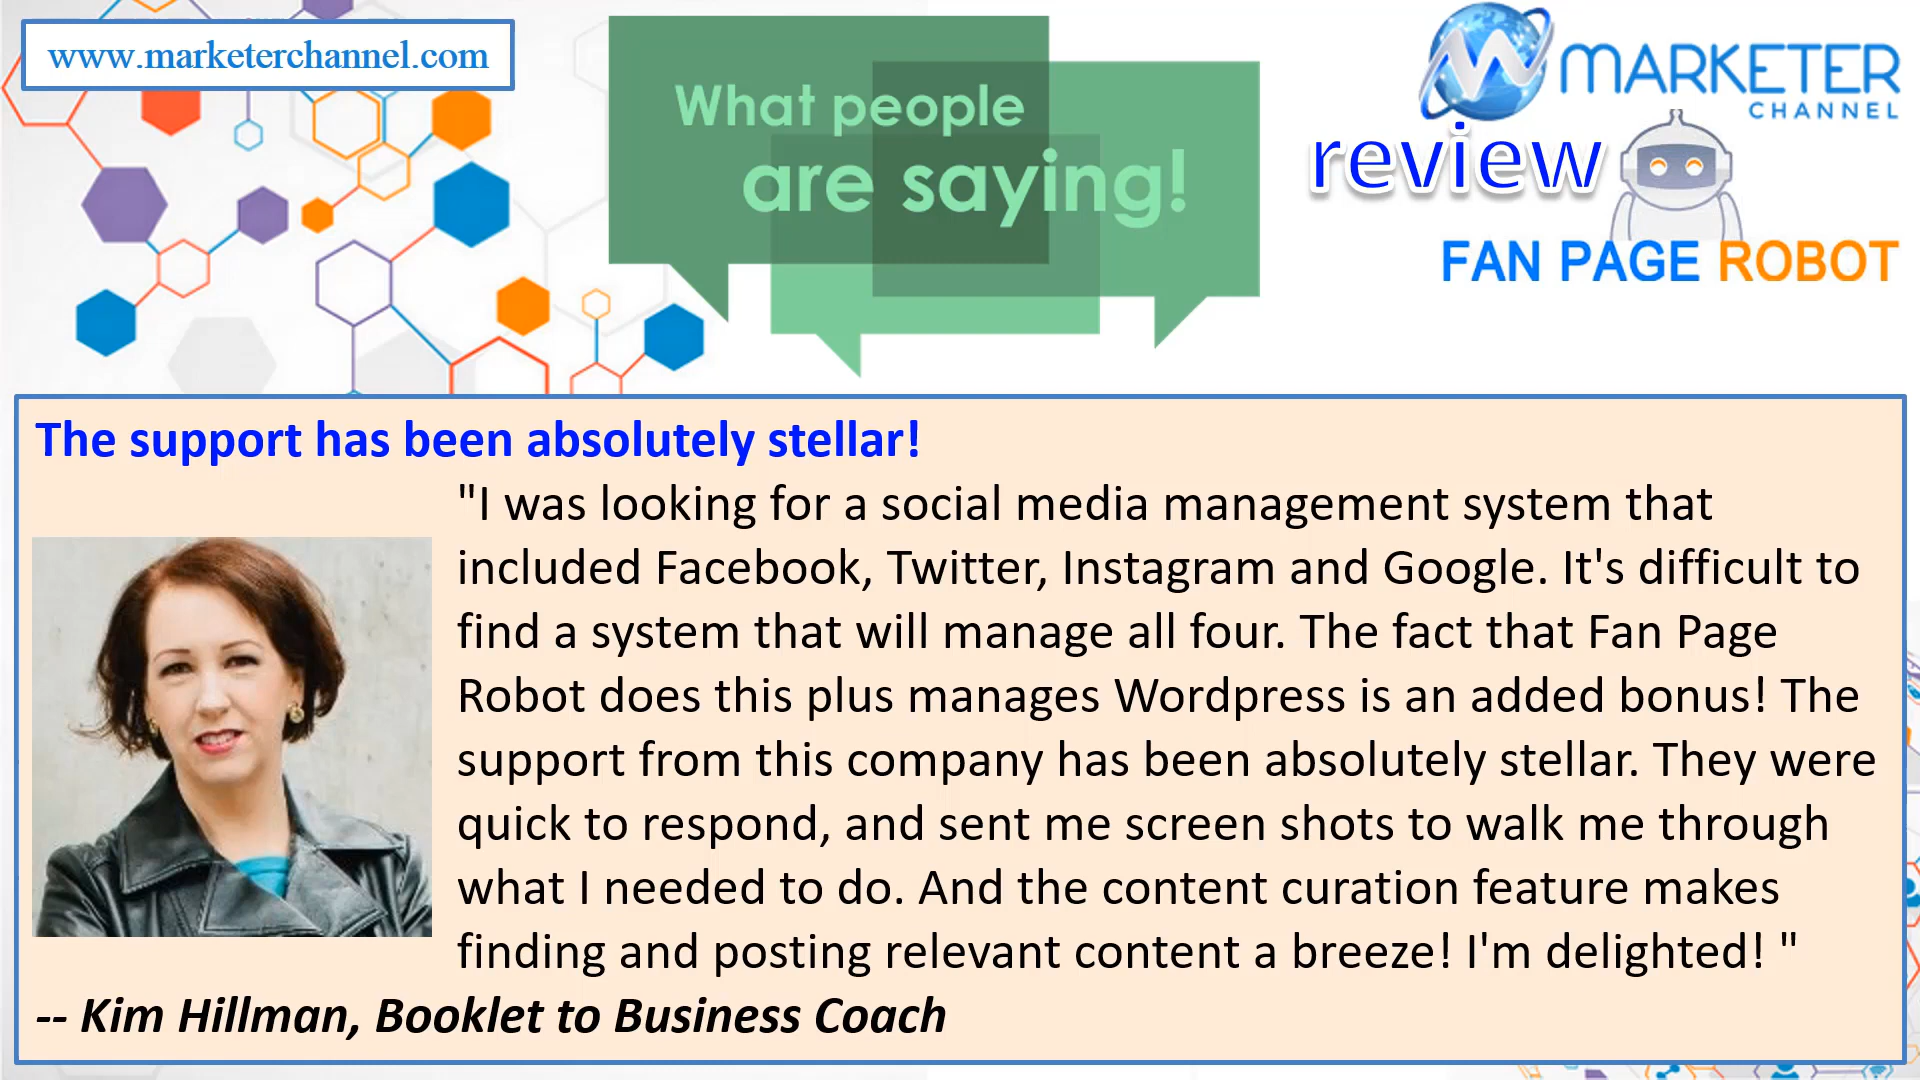 www.marketerchannel.com
What people
are saying!
MARKETER
CHANNEL
review
FAN PAGE ROBOT
The support has been absolutely stellar!
"I was looking for a social media management system that
included Facebook, Twitter, Instagram and Google. It's difficult to
find a system that will manage all four. The fact that Fan Page
Robot does this plus manages Wordpress is an added bonus! The
support from this company has been absolutely stellar. They were
quick to respond, and sent me screen shots to walk me through
what I needed to do. And the content curation feature makes
finding and posting relevant content a breeze! I'm delighted! "
-- Kim Hillman, Booklet to Business Coach